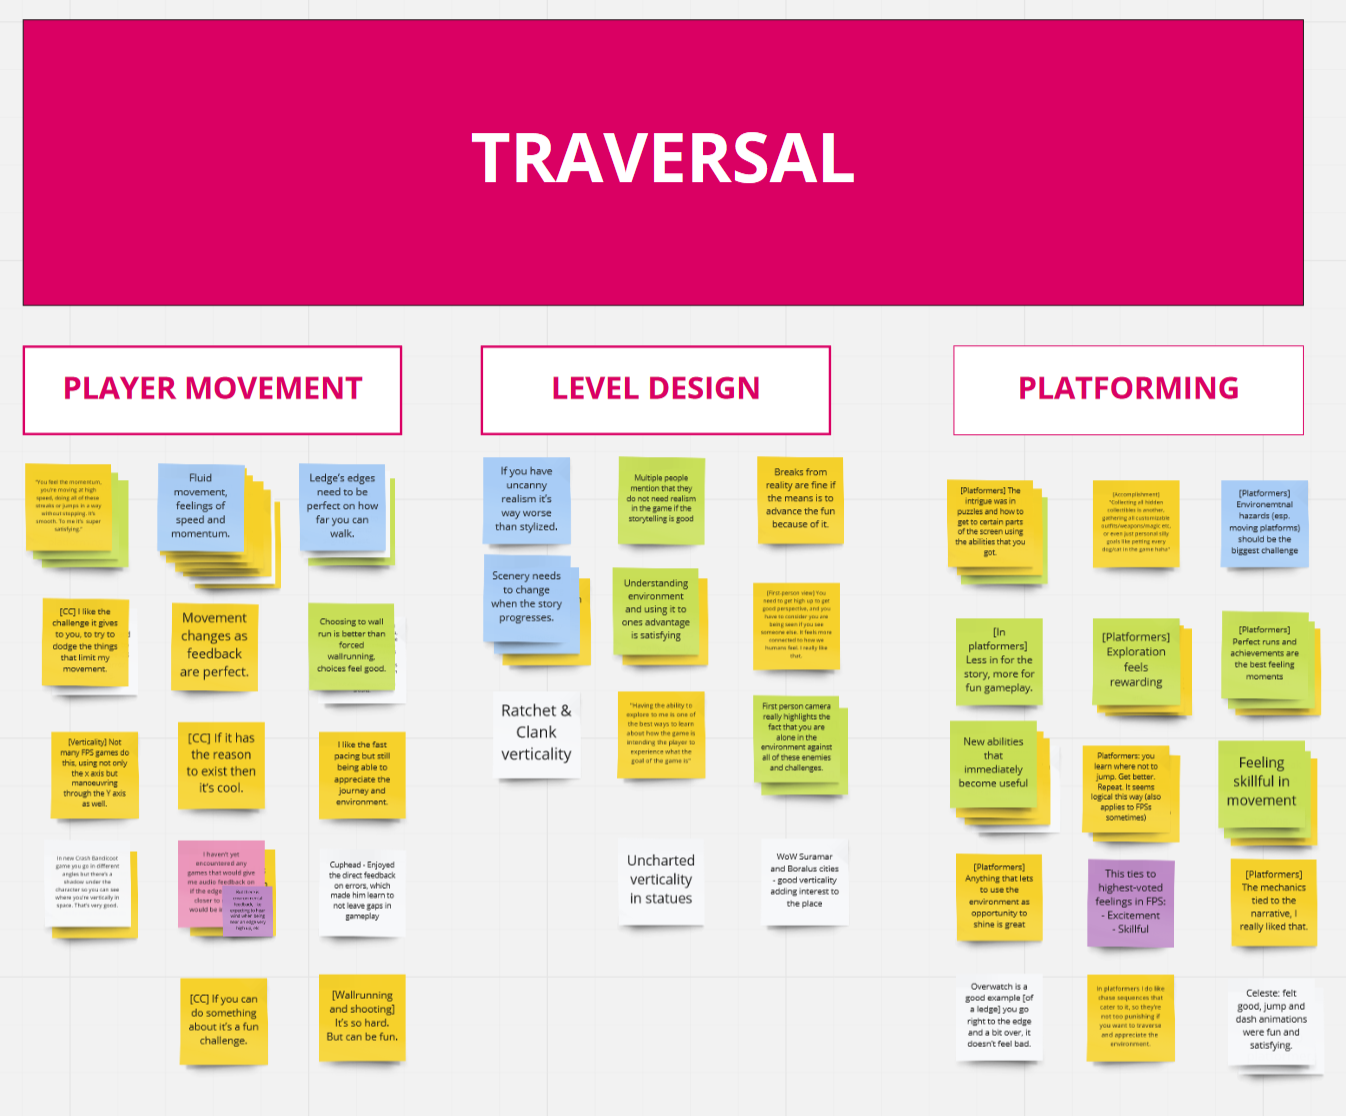 TRAVERSAL
PLAYER MOVEMENT
"You feel the momentum,
you're moving at high
speed, doing all of these
sneaks or jumps in a way
without stopping. It's
smooth. To me it's super
satisfying."
Fluid
movement,
feelings of
speed and
momentum.
Ledge's edges
need to be
perfect on how
far you can
walk.
[CC] I like the
challenge it gives
to you, to try to
dodge the things
that limit my
movement.
Movement
changes as
feedback
are perfect.
Choosing to wall
run is better than
forced
wallrunning,
choices feel good.
[Verticality] Not
many FPS games do
this, using not only
the x axis but
maneuvring
through the Y axis
as well.
[CC] If it has
the reason
to exist then
it's cool.
I like the fast
pacing but still
being able to
appreciate the
journey and
environment.
In new Crash Bandicoot
game you go in different
angles but there's a
shadow under the
character so you can see
where you're vertically in
space. That's very good.
I haven't yet
encountered any
games that would give
me audio feedback on
if the edge
closer to
would be
Cuphead - Enjoyed
the direct feedback
on errors, which
made him learn to
not leave gaps in
gameplay
[CC] If you can
do something
about it's a fun
challenge.
[Wallrunning
and shooting]
It's so hard.
But can be fun.
LEVEL DESIGN
If you have
uncanny
realism it's
way worse
than stylized.
Multiple people
mention that they
do not need realism
in the game if the
storytelling is good
Breaks from
reality are fine if
the means is to
advance the fun
because of it.
Scenery needs
to change
when the story
progresses.
Understanding
environment
and using it to
ones advantage
is satisfying
[First-person view] You
need to get high up to get
good perspective, and you
have to consider you are
being seen if you see
someone else. It feels more
connected to how we
humans feel. I really like
that.
Ratchet &
Clank
verticality
"Having the ability to
explore to me is one of
the best ways to learn
about how the game is
intending the player to
experience what the
goal of the game is"
First person camera
really highlights the
fact that you are
alone in the
environment against
all of these enemies
and challenges.
Uncharted
verticality
in statues
WoW Suramar
and Boralus cities
- good verticality
adding interest to
the place
PLATFORMING
[Platformers] The
intrigue was in
puzzles and how to
get to certain parts
of the screen using
the abilities that you
got.
[Accomplishment]
"Collecting all hidden
collectibles is another,
gathering all customizable
outfits/weapons/magic etc.
or even just personal silly
goals like petting every
dog/cat in the game haha"
[Platformers]
Environemtnal
hazards (esp.
moving platforms)
should be the
biggest challenge
[In
platformers]
Less in for the
story, more for
fun gameplay.
[Platformers]
Exploration
feels
rewarding
[Platformers]
Perfect runs and
achievements are
the best feeling
moments
New abilities
that
immediately
become useful
Platformers: you
learn where not to
jump. Get better.
Repeat. It seems
logical this way (also
applies to FPSs
sometimes)
Feeling
skillful in
movement
[Platformers]
Anything that lets
to use the
environment as
opportunity to
shine is great
This ties to
highest-voted
feelings in FPS:
- Excitement
- Skillful
[Platformers]
The mechanics
tied to the
narrative, I
really liked that.
Overwatch is a
good example [of
a ledge] you go
right to the edge
and a bit over, it
doesn't feel bad.
In platformers I do like
chase sequences that
cater to it, so they're
not too punishing if
you want to traverse
and appreciate the
environment.
Celeste: felt
good, jump and
dash animations
were fun and
satisfying.